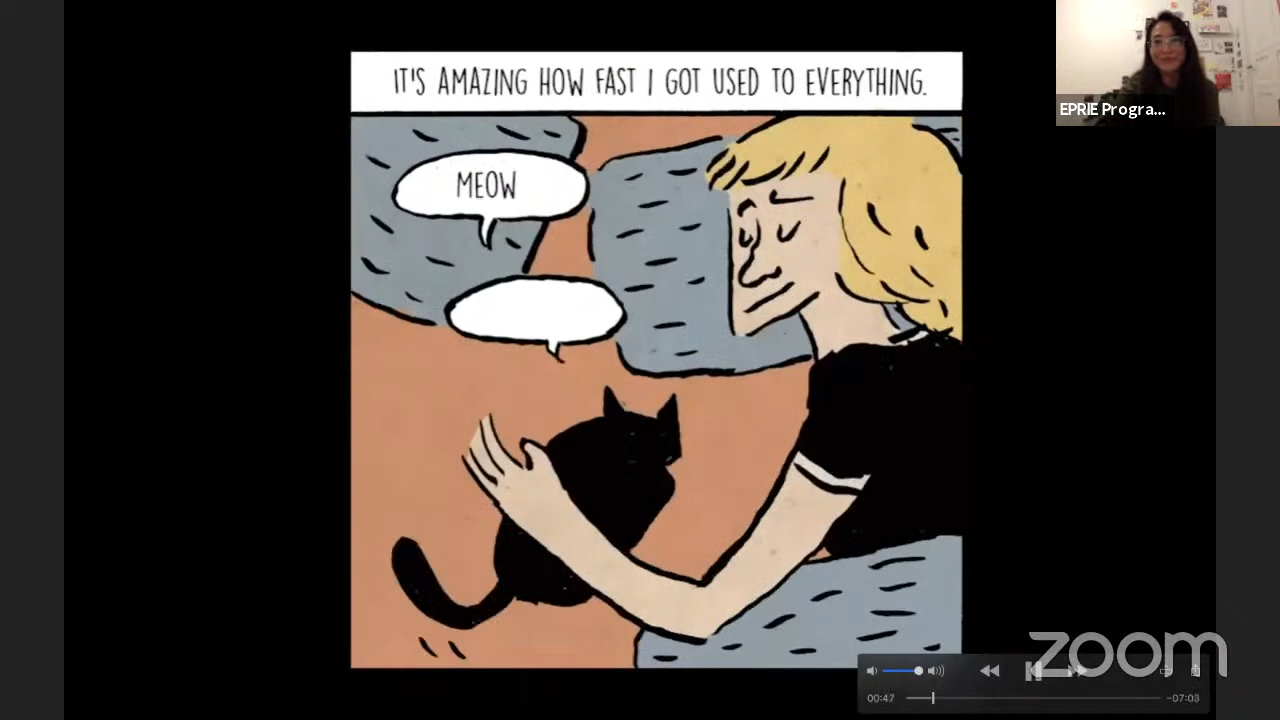 IT'S AMAZING HOW FAST I GOT USED TO EVERYTHING.
EPRIE Progra...
MEOW
zoom
00:47
-07:03